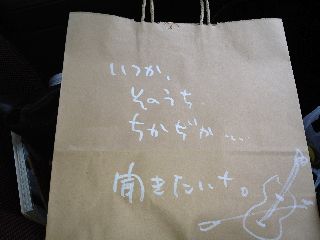 いつか、
そのうち
ちかぢか…
聞きたいナ。